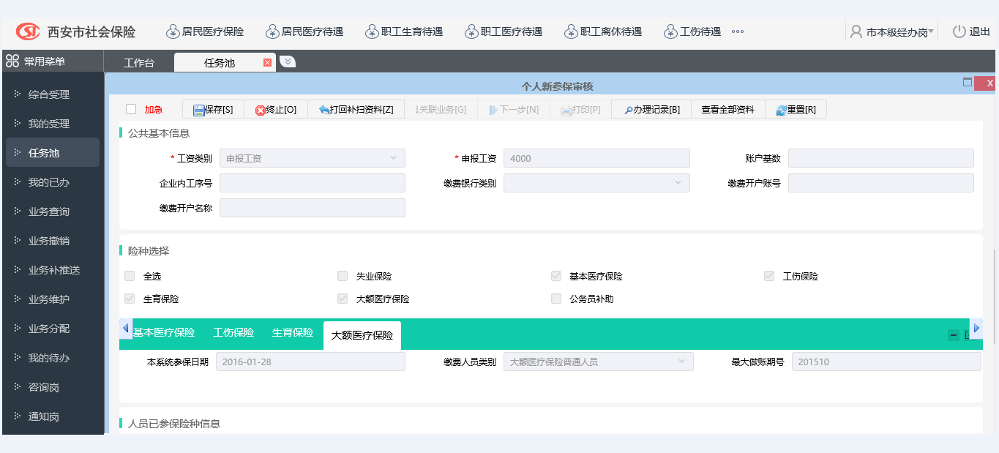 西安市社会保险 居民医疗保险 居民医疗待遇 职工生育待遇 职工医疗待遇 职工离休待遇 工伤待遇 市本级经办岗 退出
常用菜单 工作台 任务池
个人新参保审核 X
加急 保存[S] 终止[O] 打回补扫资料[Z] 关联业务[G] 下一步[N] 打印[P] 办理记录[B] 查看全部资料 重置[R]
综合受理
我的受理
任务池
我的已办
业务查询
业务撤销
业务补推送
业务维护
业务分配
我的待办
咨询岗
通知岗
公共基本信息
* 工资类别 申报工资 * 申报工资 4000 账户基数
企业内工序号 缴费银行类别 缴费开户账号
缴费开户名称
险种选择
全选 失业保险 基本医疗保险 工伤保险
生育保险 大额医疗保险 公务员补助
基本医疗保险 工伤保险 生育保险 大额医疗保险
本系统参保日期 2016-01-28 缴费人员类别 大额医疗保险普通人员 最大做账期号 201510
人员已参保险种信息